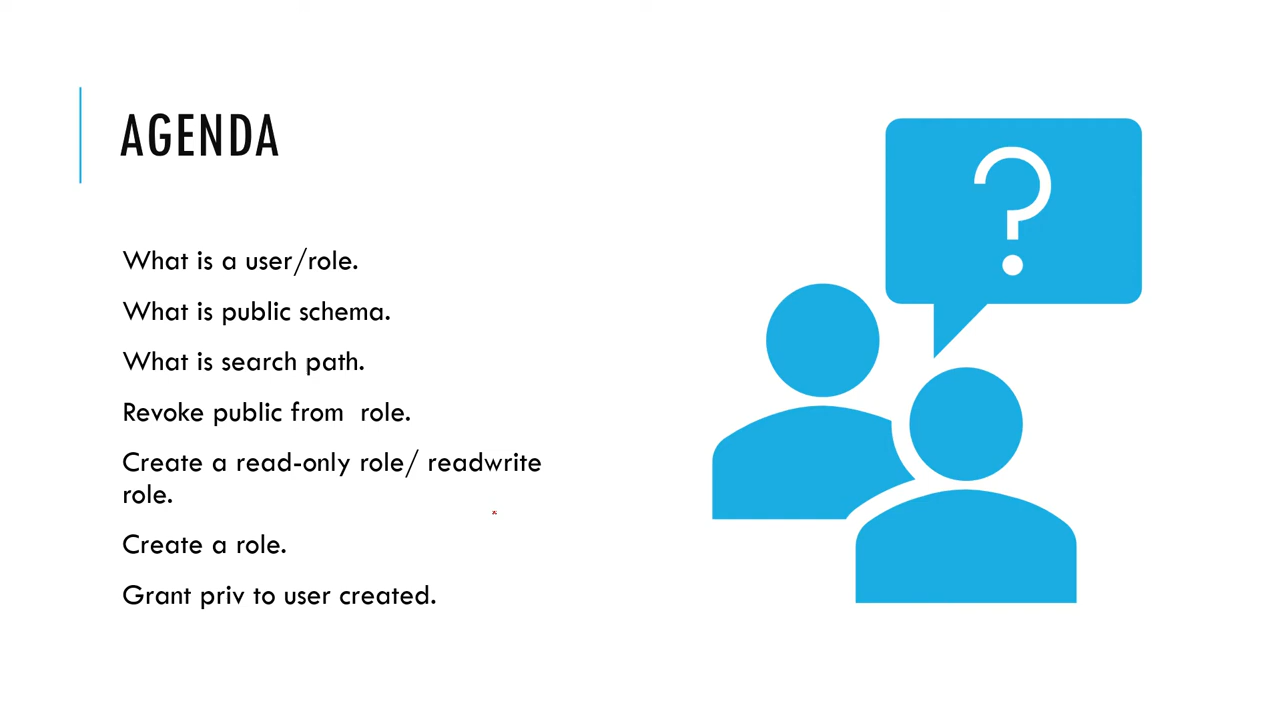 AGENDA
?
What is a user/role.
What is public schema.
What is search path.
Revoke public from  role.
Create a read-only role/ readwrite
role.
Create a role.
Grant priv to user created.